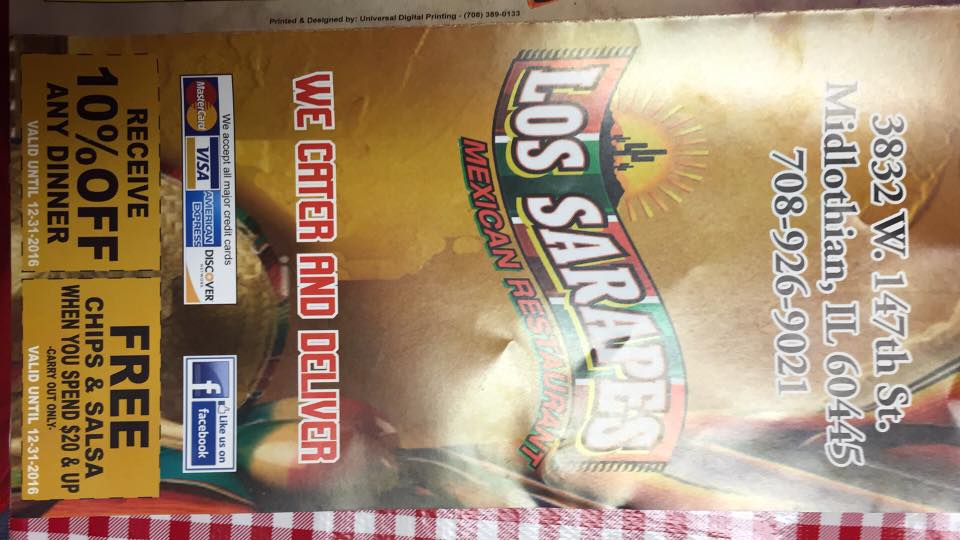 Printed & Designed by: Universal Digital Printing - (708) 389-0133
3832 W. 147th St.
Midlothian, IL 60445
708-926-9021
LOS SARAPES
MEXICAN RESTAURANT
WE CATER AND DELIVER
We accept all major credit cards
MasterCard
VISA
AMERICAN
EXPRESS
DISCOVER
NETWORK
f
Like us on
facebook
RECEIVE
10% OFF
ANY DINNER
VALID UNTIL 12-31-2016
FREE
CHIPS & SALSA
WHEN YOU SPEND $20 & UP
-CARRY OUT ONLY-
VALID UNTIL 12-31-2016